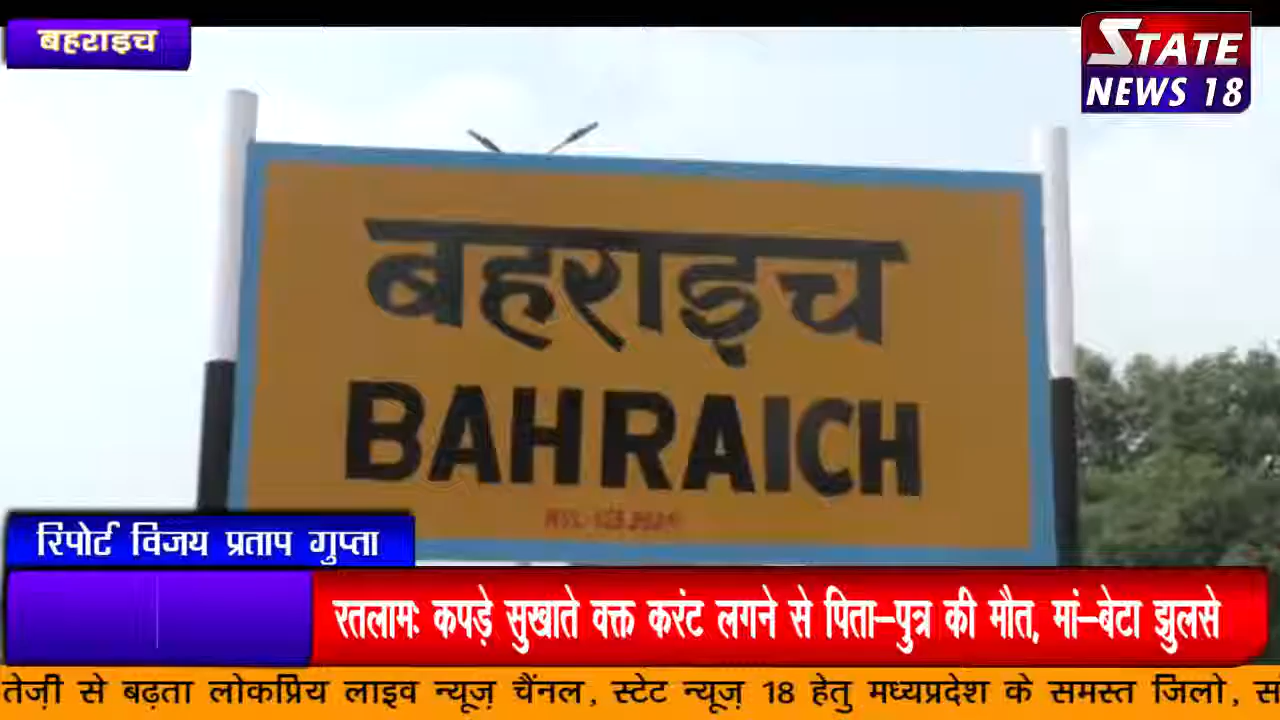 बहराइच
STATE
NEWS 18
बहराइच
BAHRAICH
रिपोर्ट विजय प्रताप गुप्ता
रतलामः कपड़े सुखाते वक्त करंट लगने से पिता-पुत्र की मौत, मां-बेटा झुलसे
तेज़ी से बढ़ता लोकप्रिय लाइव न्यूज़ चैंनल, स्टेट न्यूज़ 18 हेतु मध्यप्रदेश के समस्त जिलो,